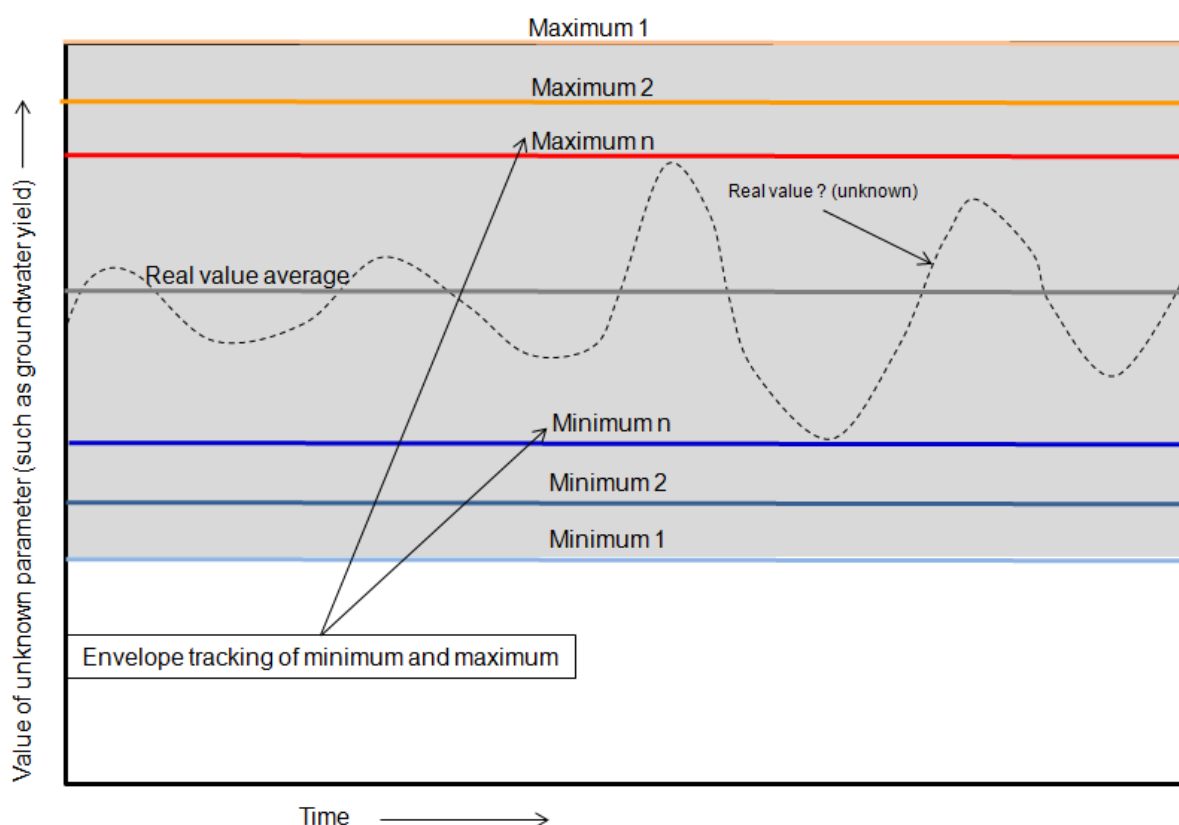 Maximum 1
Maximum 2
Maximum n
Real value ? (unknown)
Real value average
Minimum n
Minimum 2
Minimum 1
Envelope tracking of minimum and maximum
Value of unknown parameter (such as groundwater yield)
Time